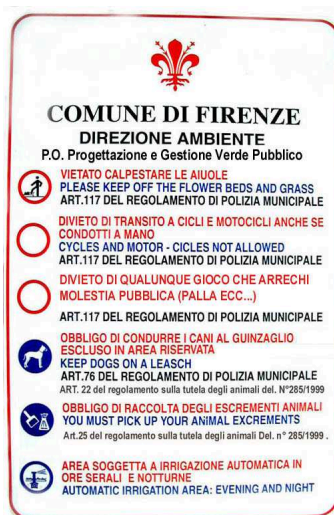 COMUNE DI FIRENZE
DIREZIONE AMBIENTE
P.O. Progettazione e Gestione Verde Pubblico
VIETATO CALPESTARE LE AIUOLE
PLEASE KEEP OFF THE FLOWER BEDS AND GRASS
ART.117 DEL REGOLAMENTO DI POLIZIA MUNICIPALE
DIVIETO DI TRANSITO A CICLI E MOTOCICLI ANCHE SE
CONDOTTI A MANO
CYCLES AND MOTOR - CICLES NOT ALLOWED
ART.117 DEL REGOLAMENTO DI POLIZIA MUNICIPALE
DIVIETO DI QUALUNQUE GIOCO CHE ARRECHI
MOLESTIA PUBBLICA (PALLA ECC...)
ART.117 DEL REGOLAMENTO DI POLIZIA MUNICIPALE
OBBLIGO DI CONDURRE I CANI AL GUINZAGLIO
ESCLUSO IN AREA RISERVATA
KEEP DOGS ON A LEASCH
ART.76 DEL REGOLAMENTO DI POLIZIA MUNICIPALE
ART. 22 del regolamento sulla tutela degli animali del. N°285/1999
OBBLIGO DI RACCOLTA DEGLI ESCREMENTI ANIMALI
YOU MUST PICK UP YOUR ANIMAL EXCREMENTS
Art.25 del regolamento sulla tutela degli animali Del. n° 285/1999 .
AREA SOGGETTA A IRRIGAZIONE AUTOMATICA IN
ORE SERALI E NOTTURNE
AUTOMATIC IRRIGATION AREA: EVENING AND NIGHT